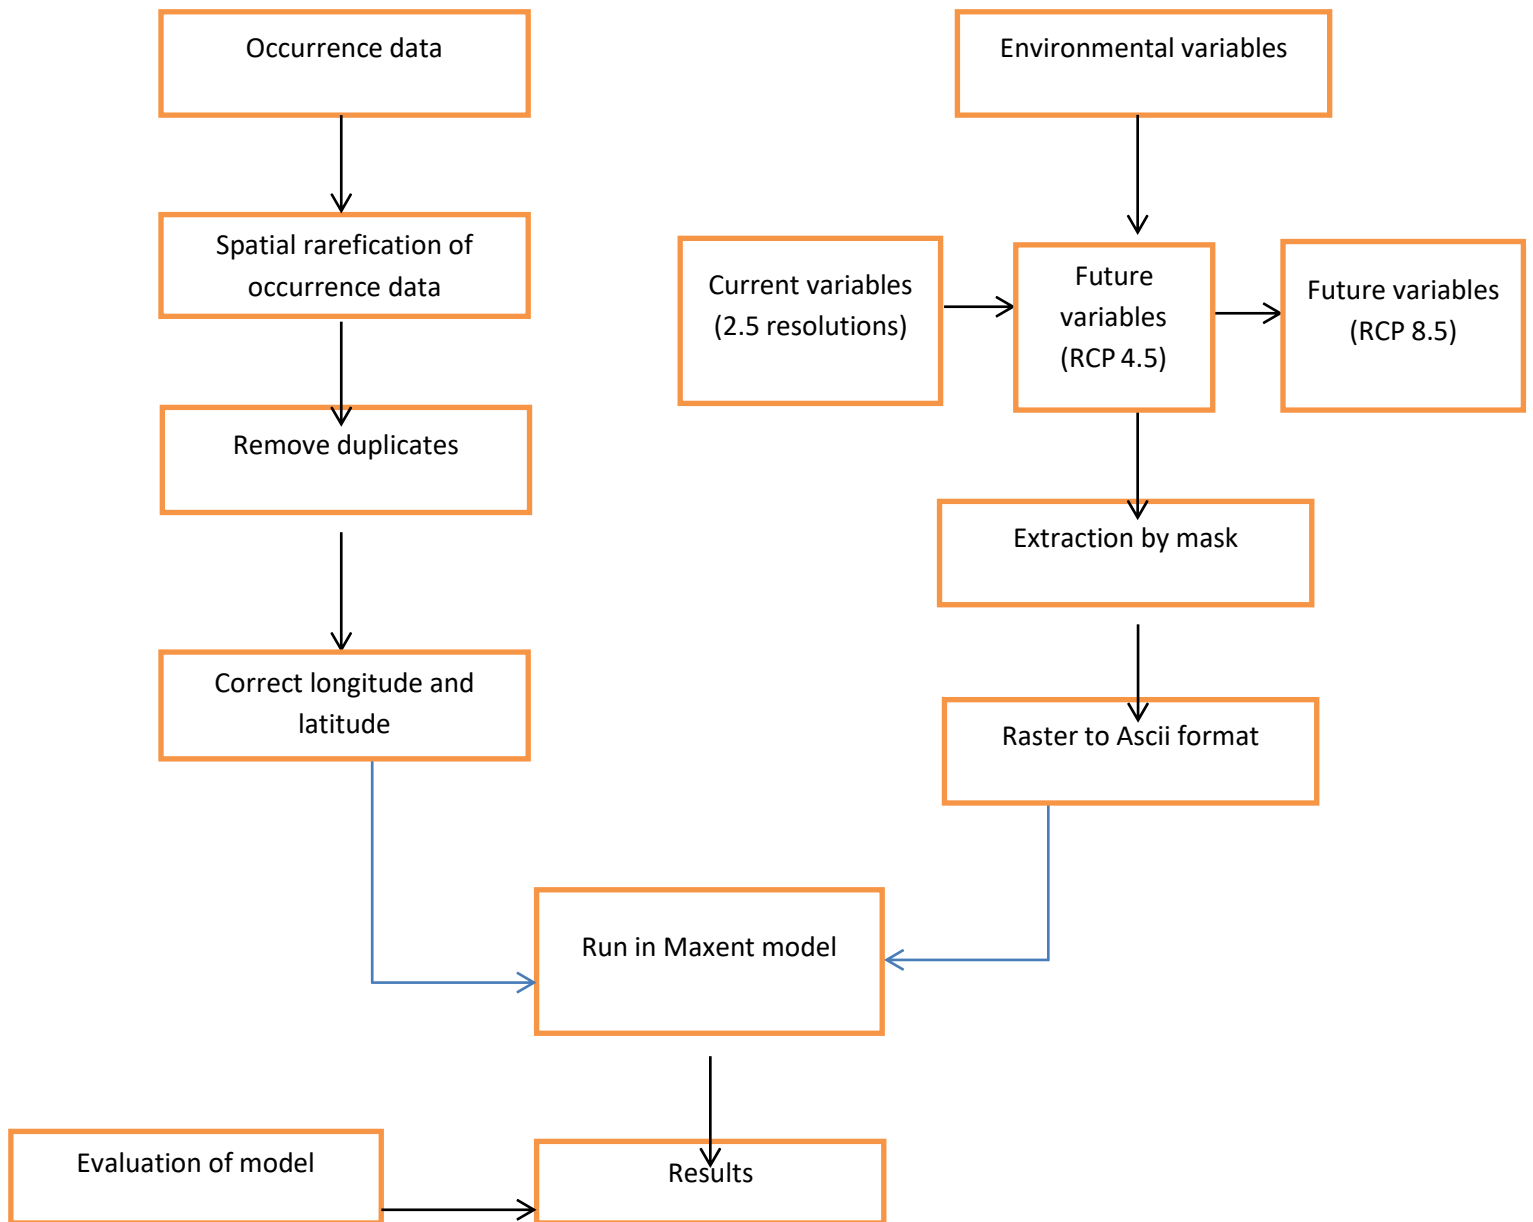 Occurrence data
Environmental variables
Spatial rarefication of
occurrence data
Current variables
(2.5 resolutions)
Future
variables
(RCP 4.5)
Future variables
(RCP 8.5)
Remove duplicates
Extraction by mask
Correct longitude and
latitude
Raster to Ascii format
Run in Maxent model
Evaluation of model
Results